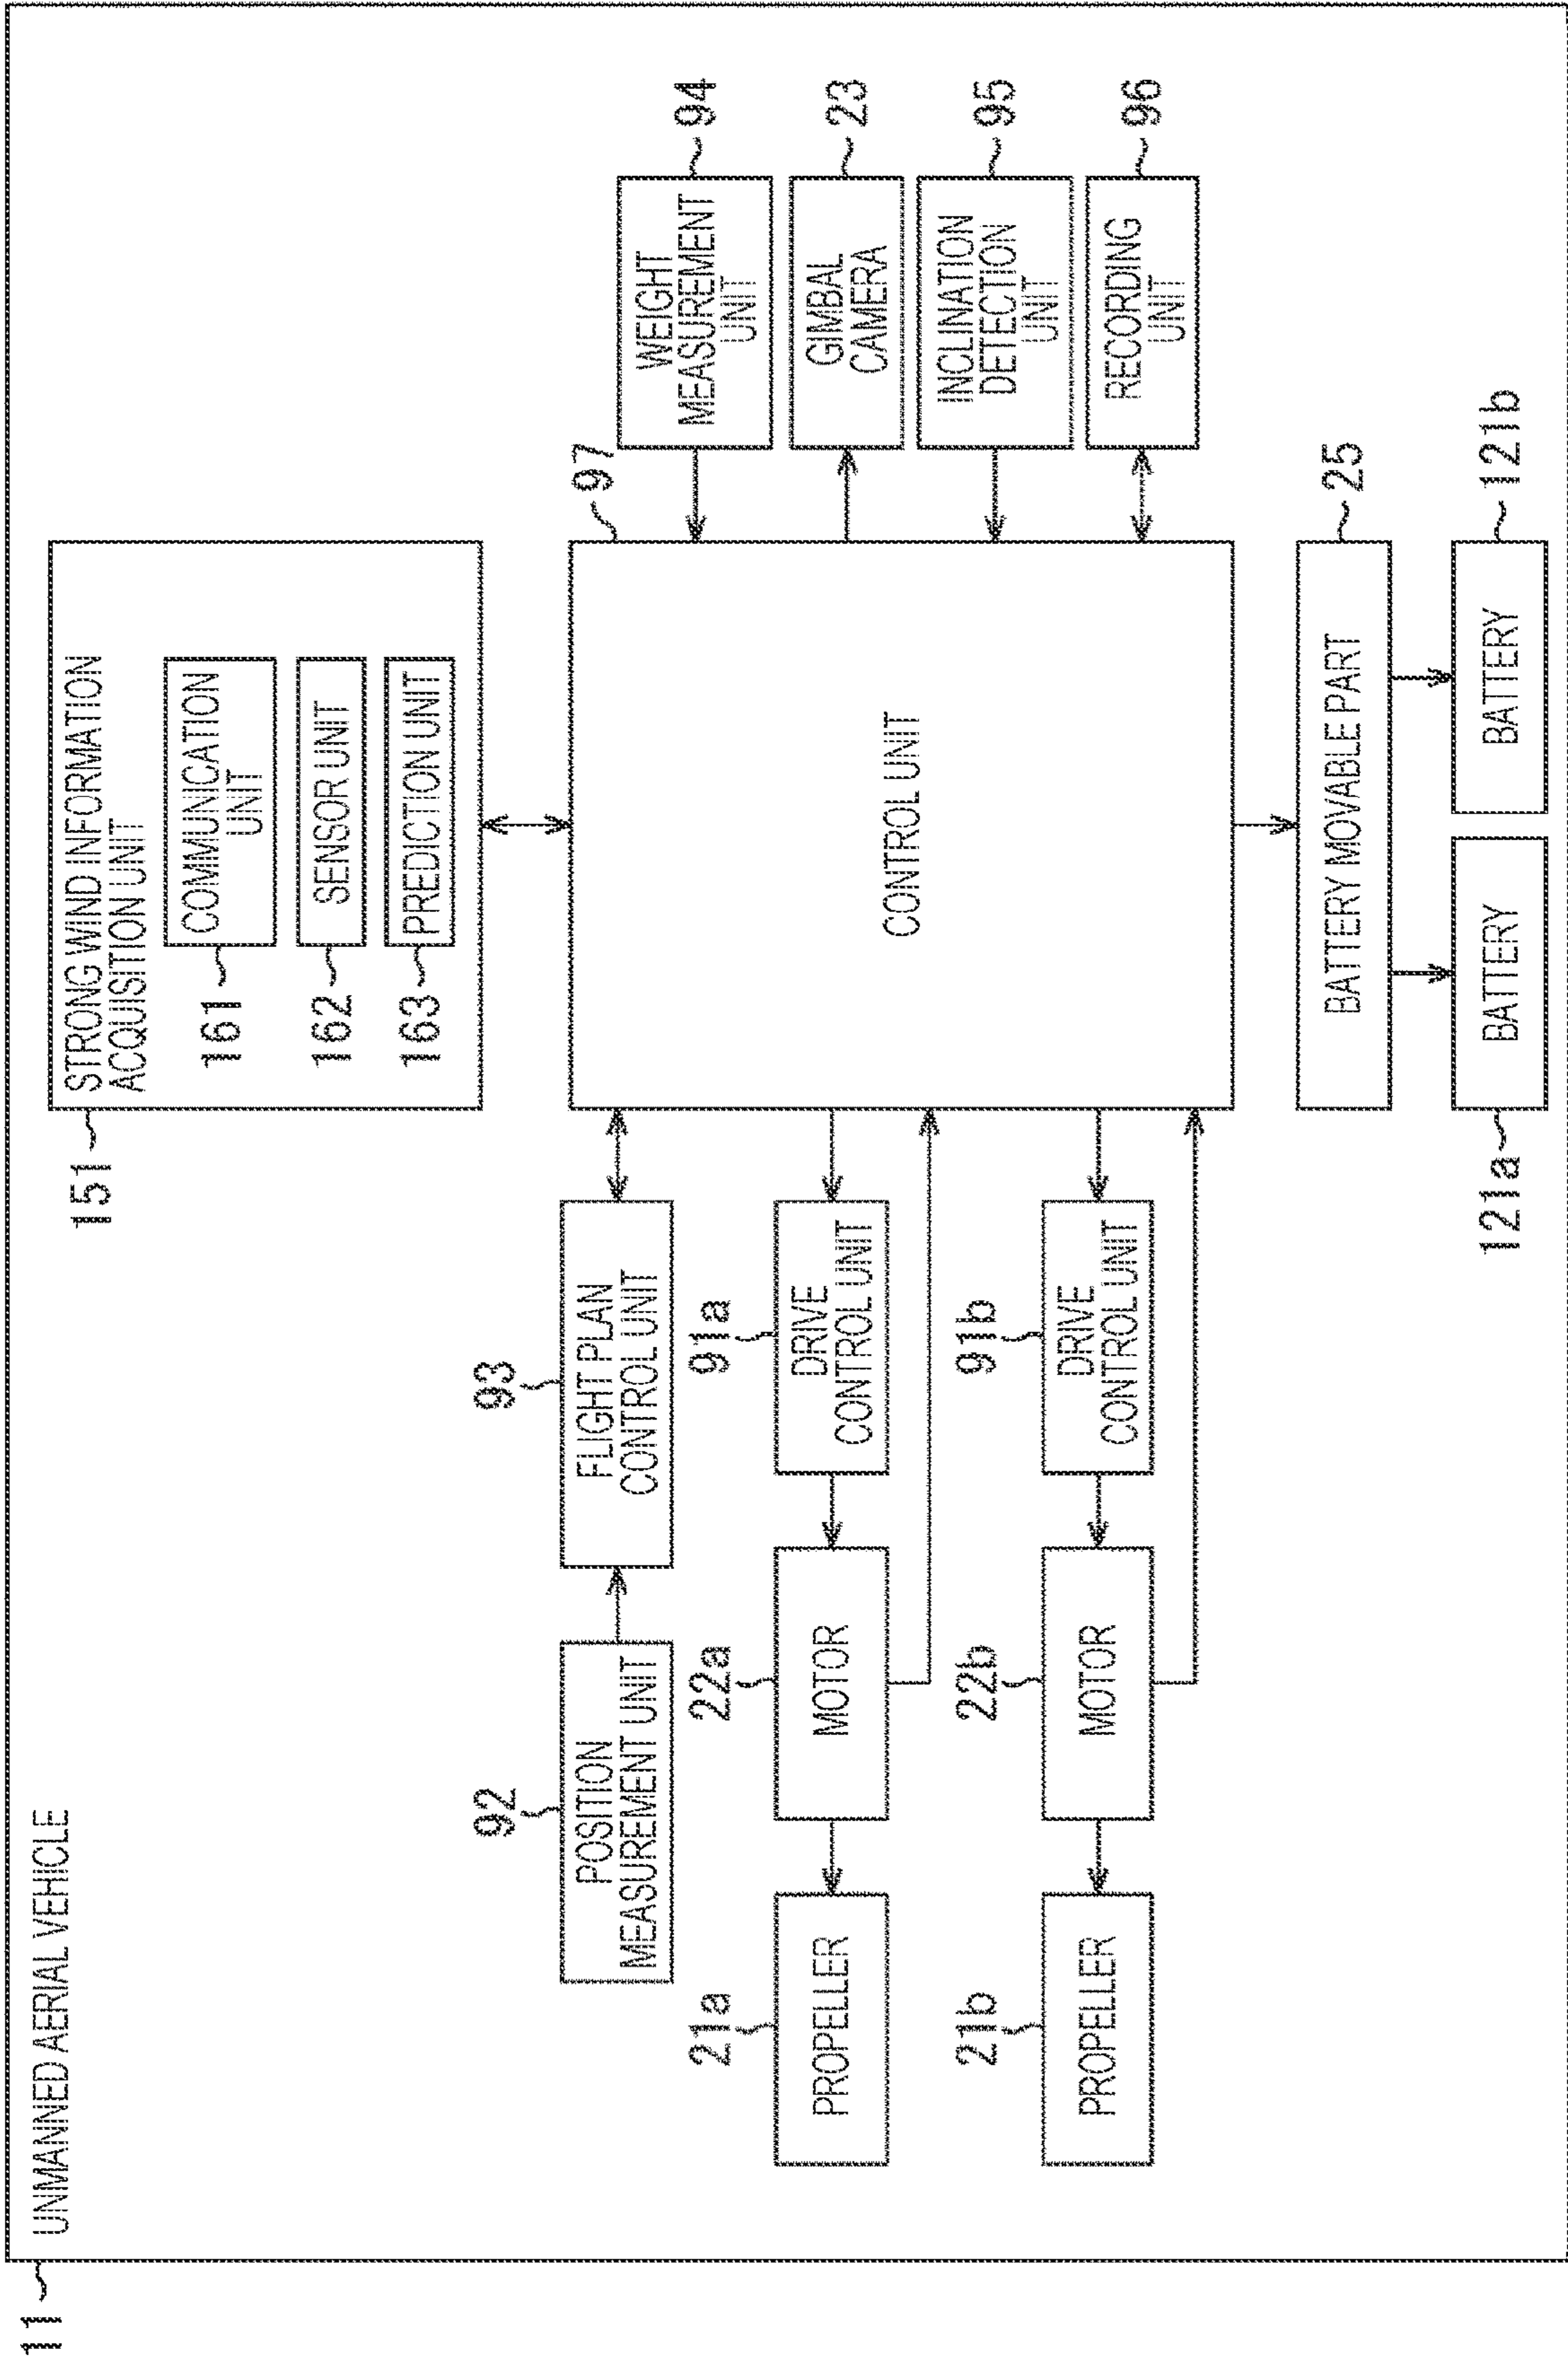 11
UNMANNED AERIAL VEHICLE
151
STRONG WIND INFORMATION
ACQUISITION UNIT
161
COMMUNICATION
UNIT
162
SENSOR UNIT
163
PREDICTION UNIT
92
POSITION
MEASUREMENT UNIT
93
FLIGHT PLAN
CONTROL UNIT
97
CONTROL UNIT
WEIGHT
MEASUREMENT
UNIT
94
21a
PROPELLER
22a
MOTOR
91a
DRIVE
CONTROL UNIT
GIMBAL
CAMERA
23
INCLINATION
DETECTION
UNIT
95
21b
PROPELLER
22b
MOTOR
91b
DRIVE
CONTROL UNIT
RECORDING
UNIT
96
BATTERY MOVABLE PART
25
121a
BATTERY
BATTERY
121b